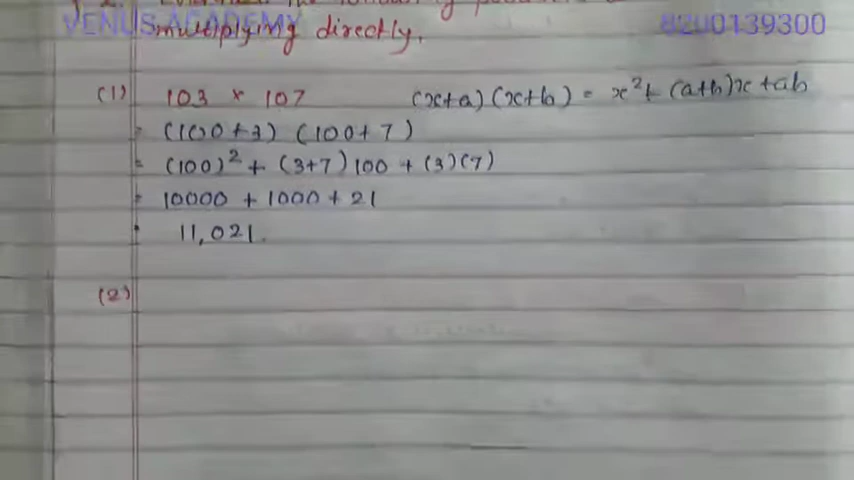 VENUS ACADEMY
8200139300
multiplying directly.
(1) 103 × 107 (x+a)(x+b) = x²+(a+b)x+ab
= (100+3) (100+7)
= (100)² + (3+7)100 + (3)(7)
= 10000 + 1000 + 21
= 11,021.
(2)